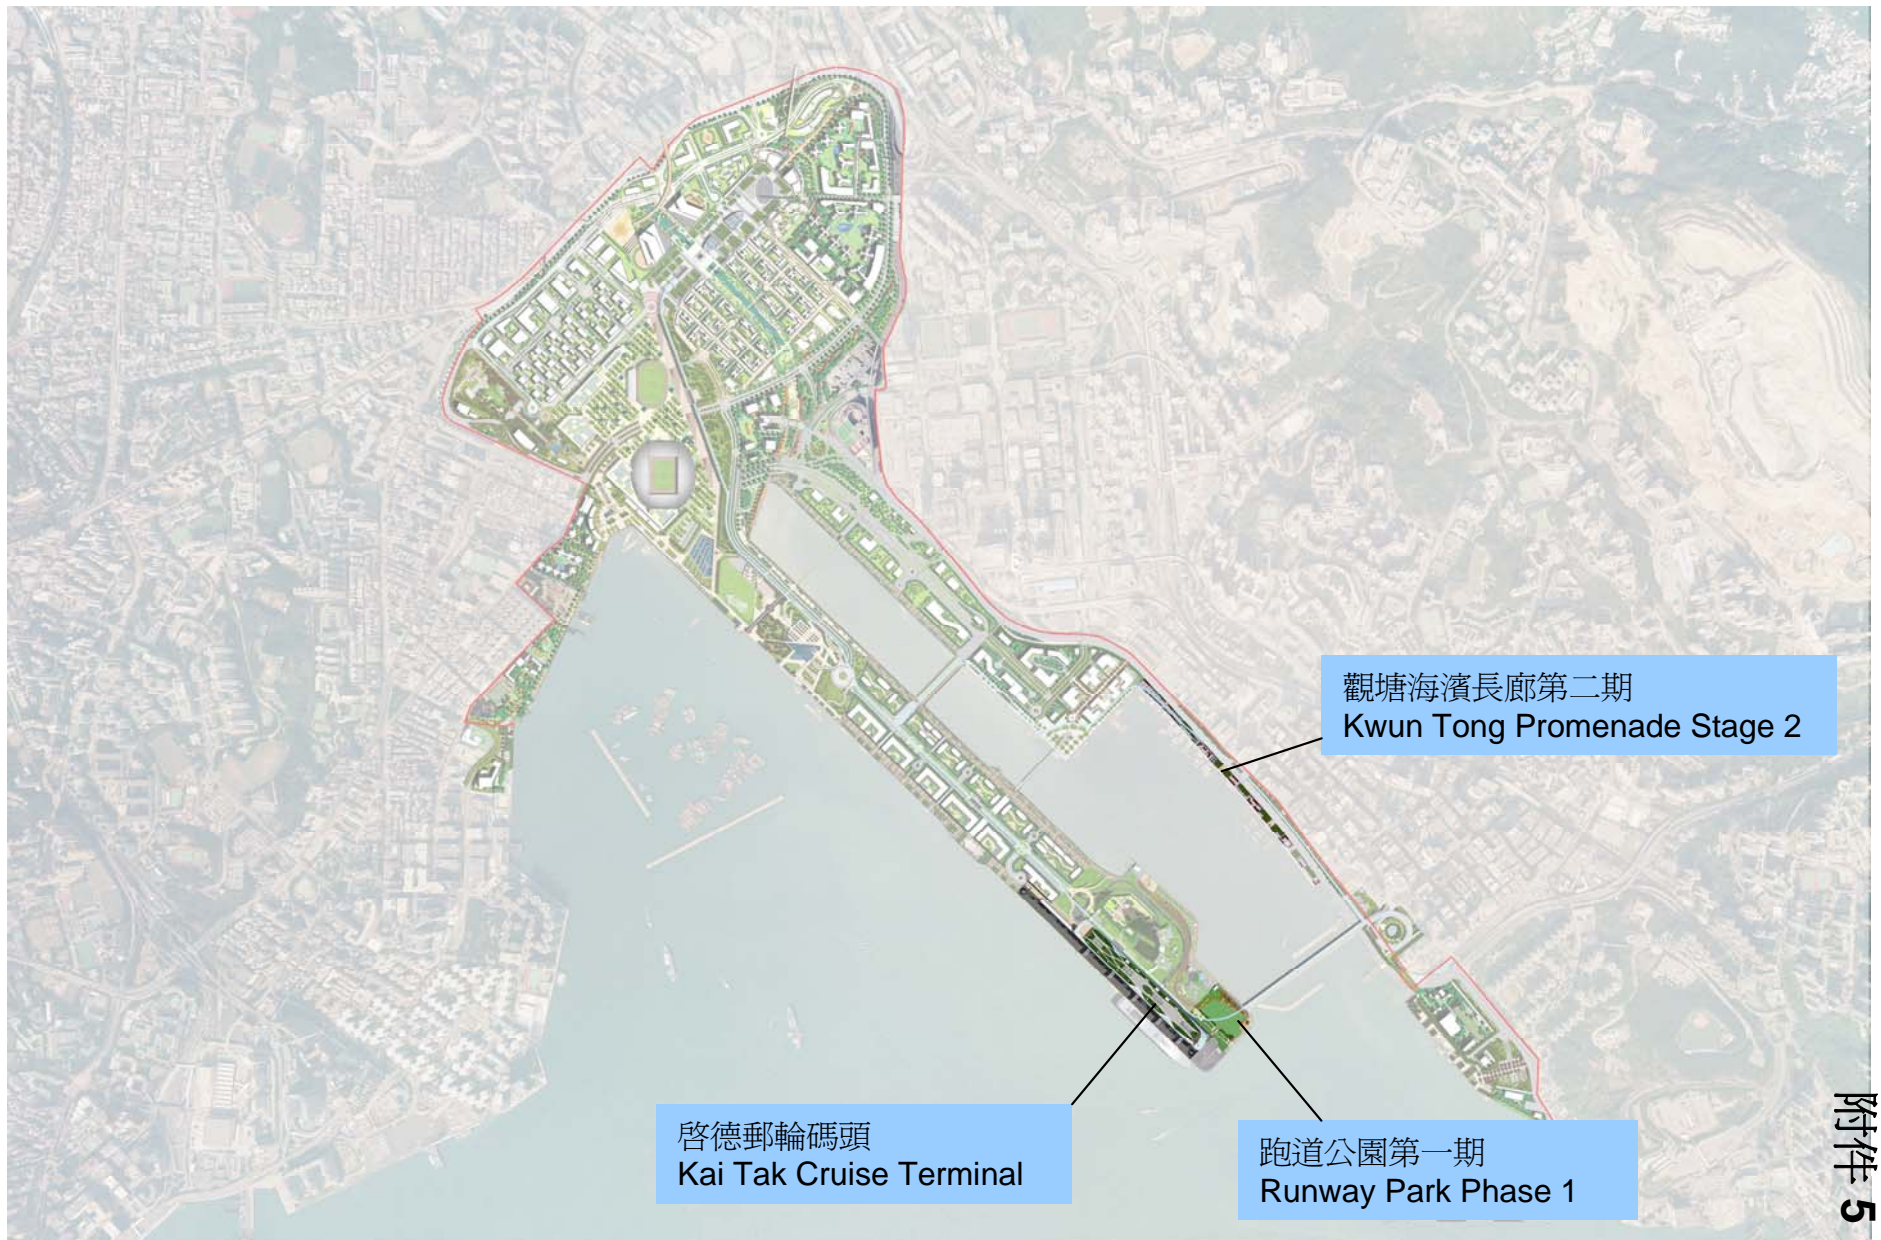 觀塘海濱長廊第二期
Kwun Tong Promenade Stage 2
啓德郵輪碼頭
Kai Tak Cruise Terminal
跑道公園第一期
Runway Park Phase 1
附件 5